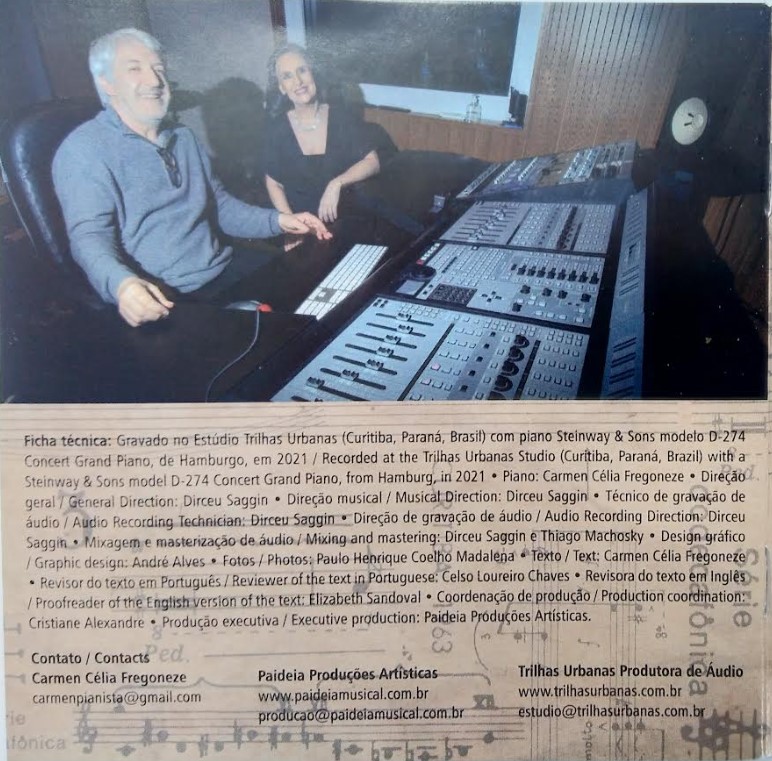 Ficha técnica: Gravado no Estúdio Trilhas Urbanas (Curitiba, Paraná, Brasil) com piano Steinway & Sons modelo D-274
Concert Grand Piano, de Hamburgo, em 2021 / Recorded at the Trilhas Urbanas Studio (Curitiba, Paraná, Brazil) with a
Steinway & Sons model D-274 Concert Grand Piano, from Hamburg, in 2021 • Piano: Carmen Célia Fregoneze • Direção
geral / General Direction: Dirceu Saggin • Direção musical / Musical Direction: Dirceu Saggin • Técnico de gravação de
áudio / Audio Recording Technician: Dirceu Saggin • Direção de gravação de áudio / Audio Recording Direction: Dirceu
Saggin • Mixagem e masterização de áudio / Mixing and mastering: Dirceu Saggin e Thiago Machosky • Design gráfico
/ Graphic design: André Alves • Fotos / Photos: Paulo Henrique Coelho Madalena • Texto / Text: Carmen Célia Fregoneze
• Revisor do texto em Português / Reviewer of the text in Portuguese: Celso Loureiro Chaves • Revisora do texto em Inglês
/ Proofreader of the English version of the text: Elizabeth Sandoval • Coordenação de produção / Production coordination:
Cristiane Alexandre • Produção executiva / Executive production: Paideia Produções Artísticas.
Contato / Contacts
Carmen Célia Fregoneze
carmenpianista@gmail.com
Paideia Produções Artísticas
www.paideiamusical.com.br
producao@paideiamusical.com.br
Trilhas Urbanas Produtora de Áudio
www.trilhasurbanas.com.br
estudio@trilhasurbanas.com.br
Ped.
Ped.
Série
molto